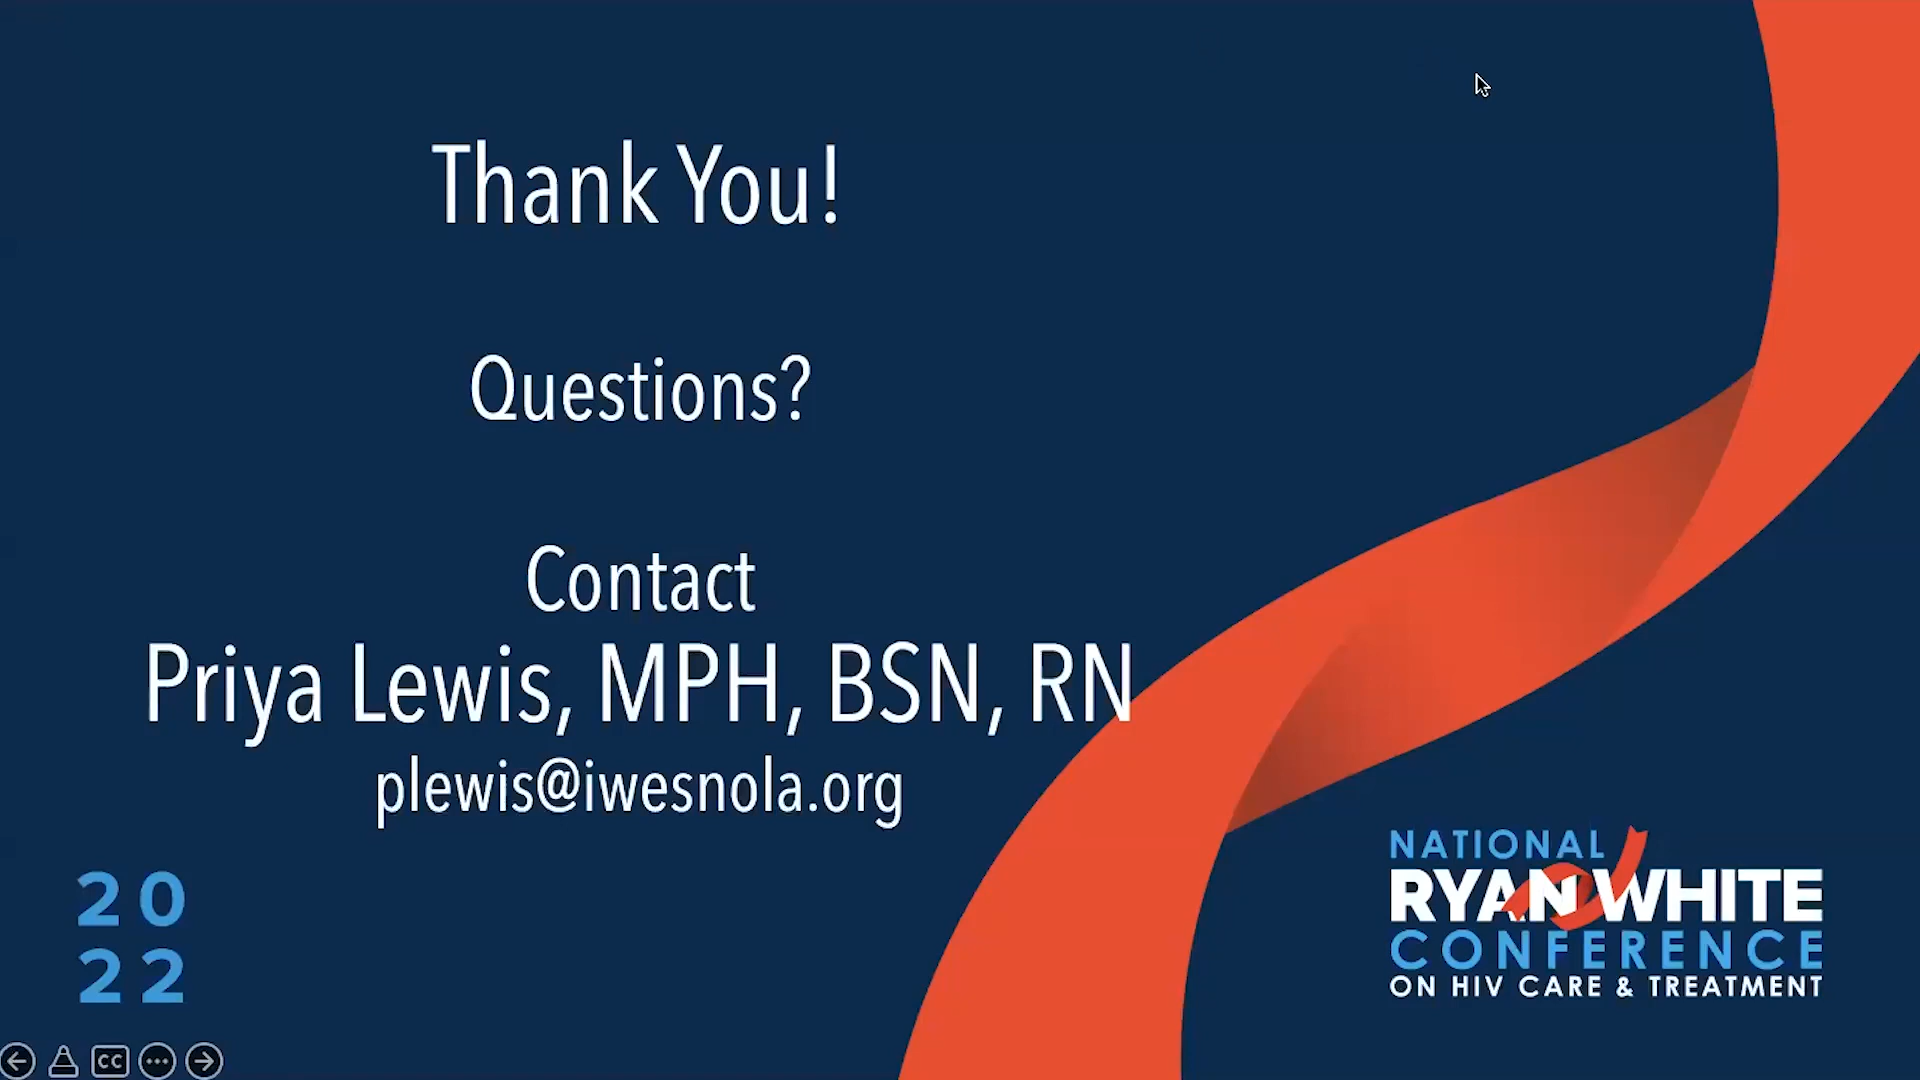 Thank You!
Questions?
Contact
Priya Lewis, MPH, BSN, RN
plewis@iwesnola.org
20
22
NATIONAL
RYAN WHITE
CONFERENCE
ON HIV CARE & TREATMENT
CC